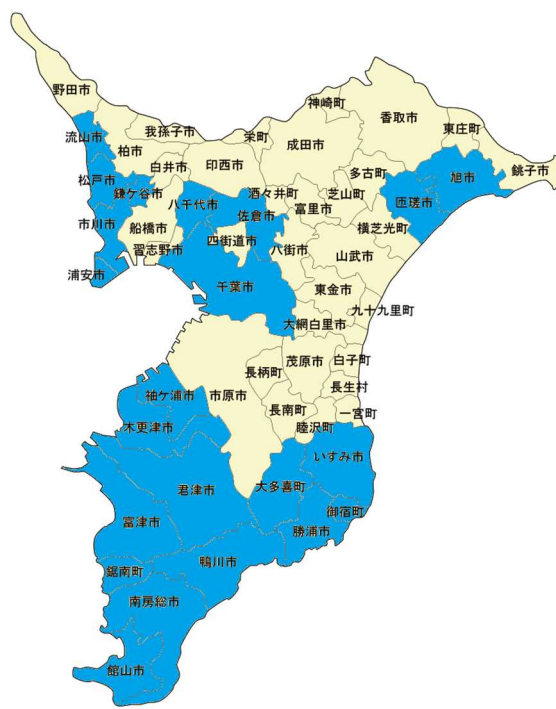 野田市
神崎町
香取市
東庄町
流山市
我孫子市
栄町
成田市
柏市
白井市
印西市
多古町
旭市
銚子市
松戸市
鎌ケ谷市
八千代市
酒々井町
芝山町
匝瑳市
佐倉市
富里市
市川市
船橋市
横芝光町
四街道市
八街市
習志野市
山武市
浦安市
千葉市
東金市
九十九里町
大網白里市
茂原市
白子町
長柄町
長生村
袖ケ浦市
市原市
長南町
一宮町
木更津市
睦沢町
いすみ市
君津市
大多喜町
御宿町
富津市
勝浦市
鴨川市
鋸南町
南房総市
館山市